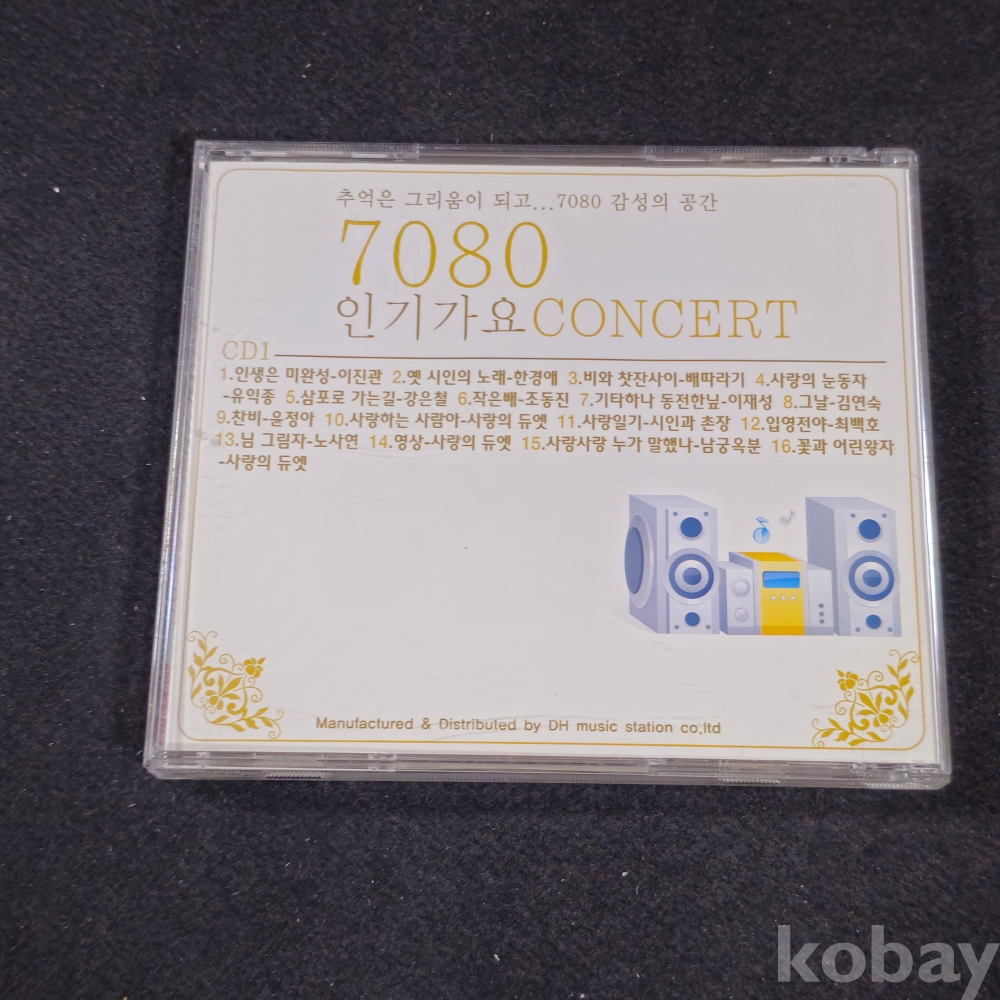 추억은 그리움이 되고...7080 감성의 공간
7080
인기가요CONCERT
CD1
1.인생은 미완성-이진관 2.옛 시인의 노래-한경애 3.비와 찻잔사이-배따라기 4.사랑의 눈동자
-유익종 5.삼포로 가는길-강은철 6.작은배-조동진 7.기타하나 동전한닢-이재성 8.그날-김연숙
9.찬비-윤정아 10.사랑하는 사람아-사랑의 듀엣 11.사랑일기-시인과 촌장 12.입영전야-최백호
13.님 그림자-노사연 14.영상-사랑의 듀엣 15.사랑사랑 누가 말했나-남궁옥분 16.꽃과 어린왕자
-사랑의 듀엣
Manufactured & Distributed by DH music station co.ltd
kobay